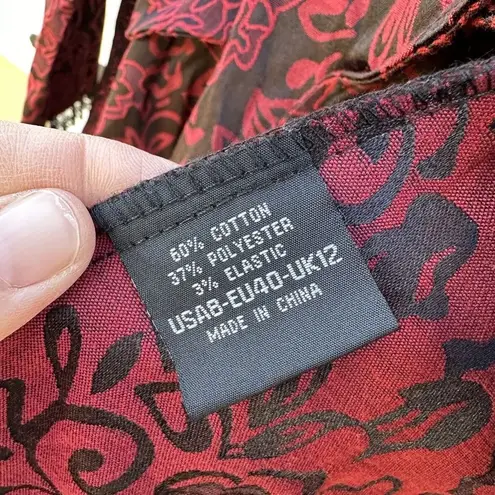 60% COTTON
37% POLYESTER
3% ELASTIC
USA8-EU40-UK12
MADE IN CHINA